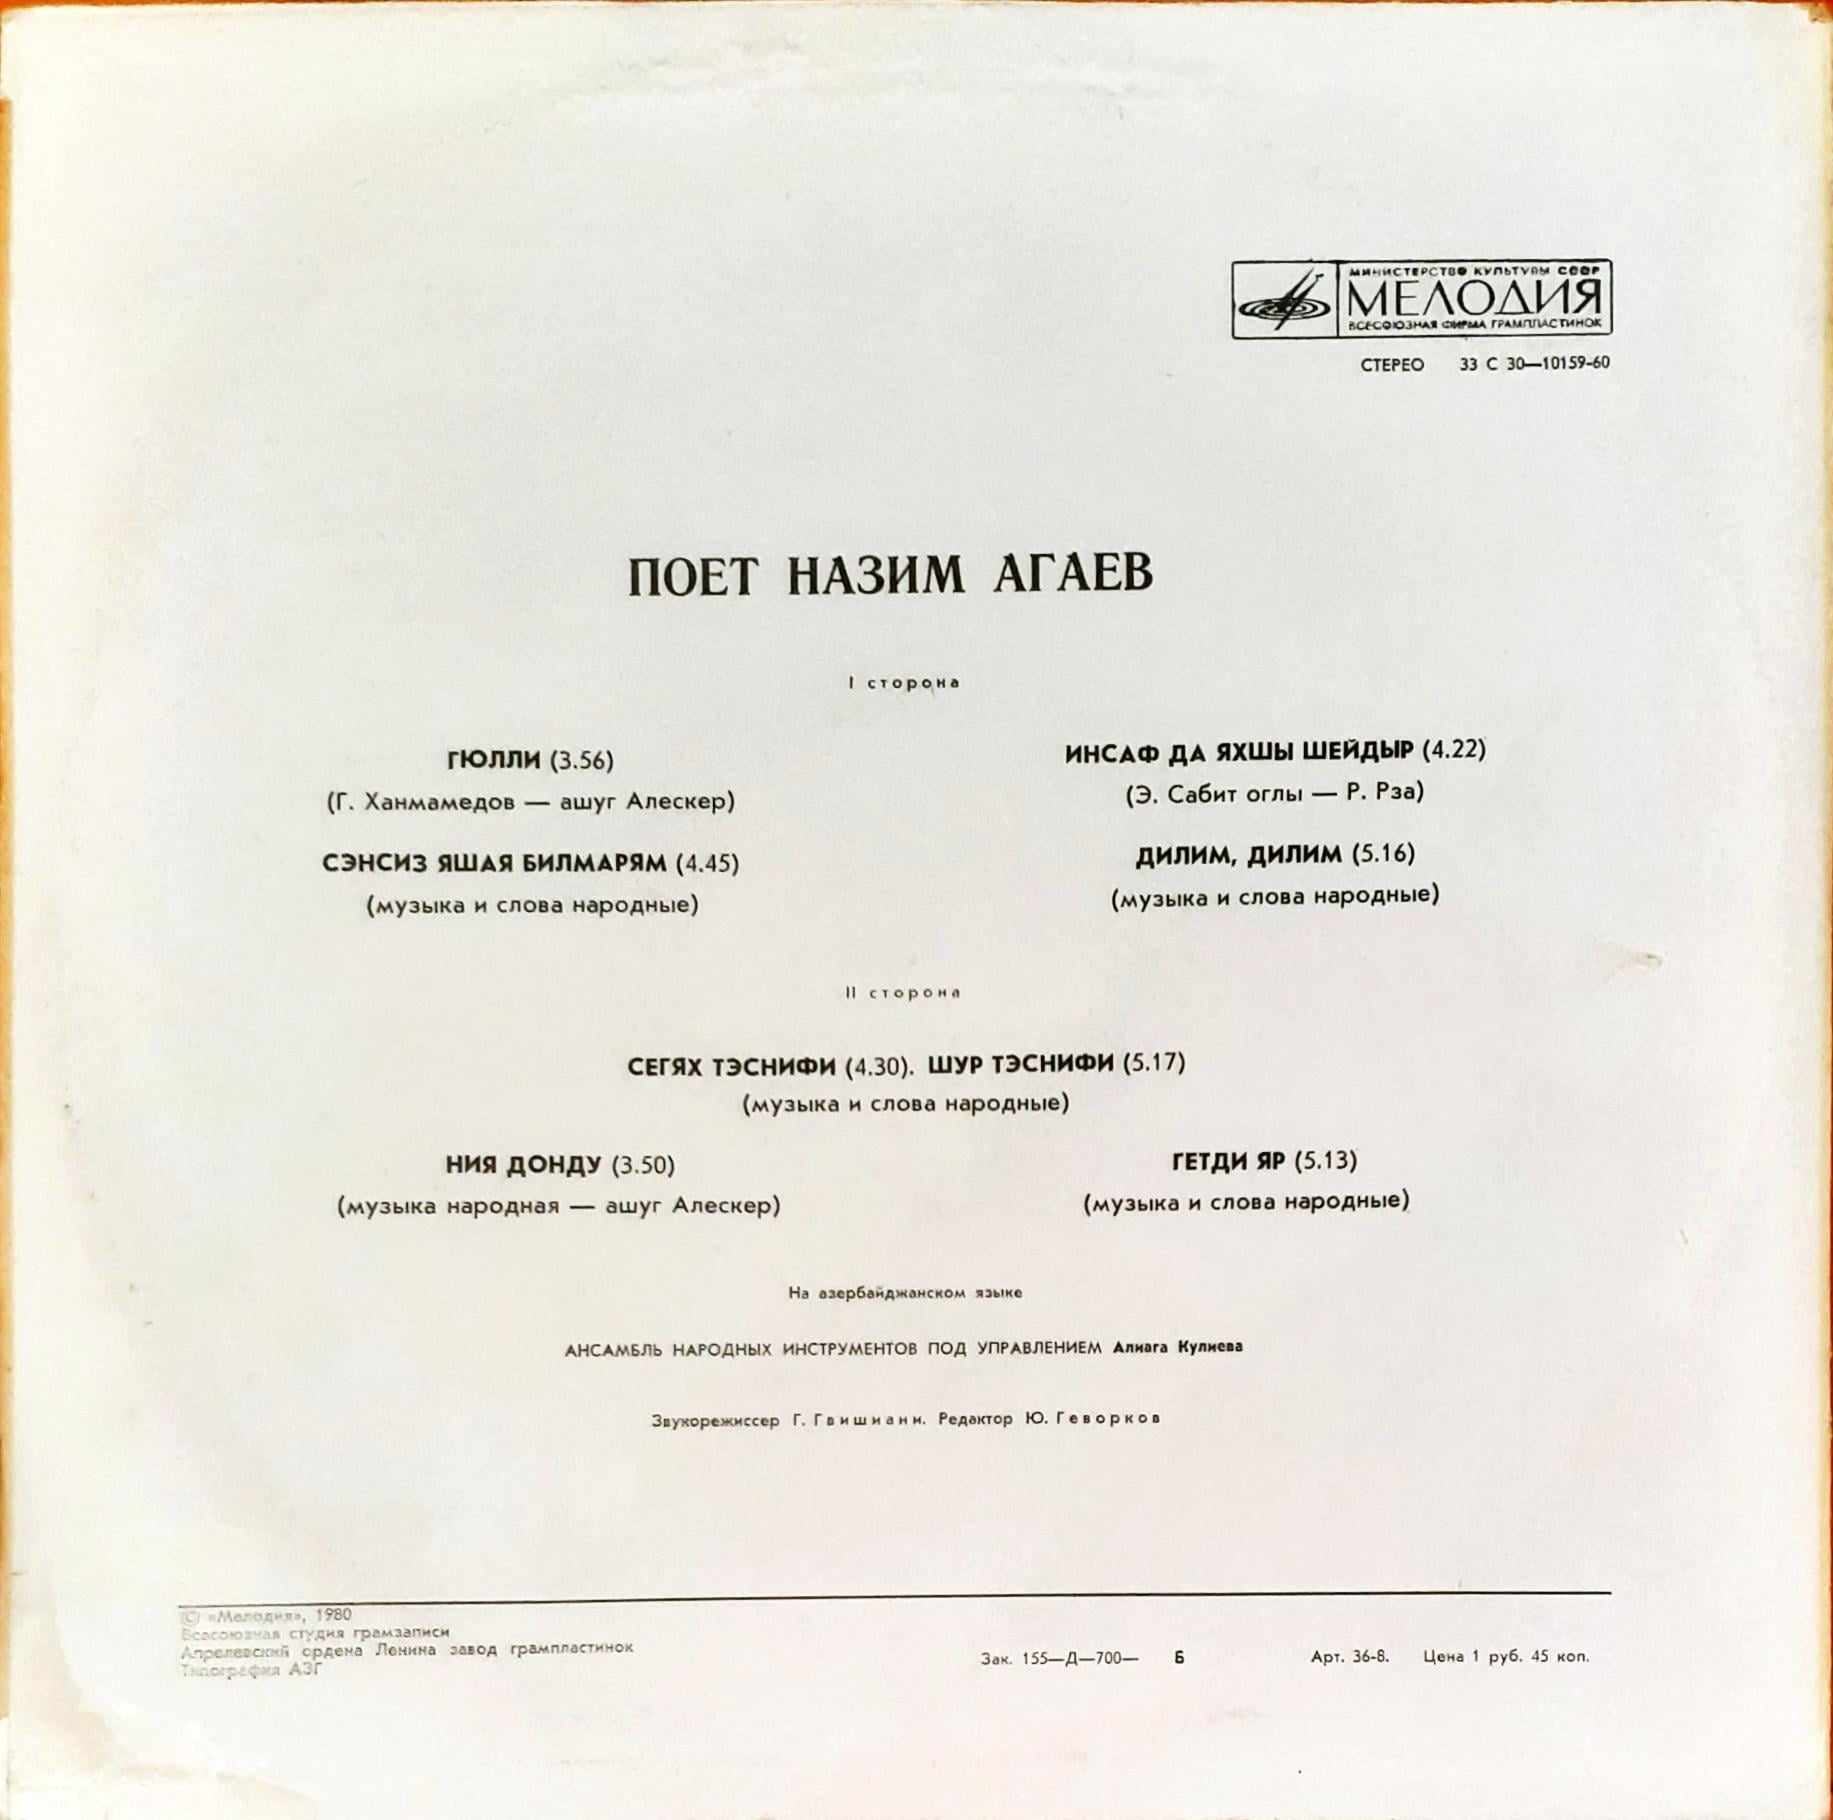 МИНИСТЕРСТВО КУЛЬТУРЫ СССР
МЕЛОДИЯ
ВСЕСОЮЗНАЯ ФИРМА ГРАМПЛАСТИНОК
СТЕРЕО 33 С 30—10159-60
ПОЕТ НАЗИМ АГАЕВ
I сторона
ГЮЛЛИ (3.56)
(Г. Ханмамедов — ашуг Алескер)
СЭНСИЗ ЯШАЯ БИЛМАРЯМ (4.45)
(музыка и слова народные)
ИНСАФ ДА ЯХШЫ ШЕЙДЫР (4.22)
(Э. Сабит оглы — Р. Рза)
ДИЛИМ, ДИЛИМ (5.16)
(музыка и слова народные)
II сторона
СЕГЯХ ТЭСНИФИ (4.30). ШУР ТЭСНИФИ (5.17)
(музыка и слова народные)
НИЯ ДОНДУ (3.50)
(музыка народная — ашуг Алескер)
ГЕТДИ ЯР (5.13)
(музыка и слова народные)
На азербайджанском языке
АНСАМБЛЬ НАРОДНЫХ ИНСТРУМЕНТОВ ПОД УПРАВЛЕНИЕМ Алиага Кулиева
Звукорежиссер Г. Гвишиани. Редактор Ю. Геворков
(С) «Мелодия», 1980
Всесоюзная студия грамзаписи
Апрелевский ордена Ленина завод грампластинок
Типография АЗГ
Зак. 155—Д—700— Б
Арт. 36-8. Цена 1 руб. 45 коп.